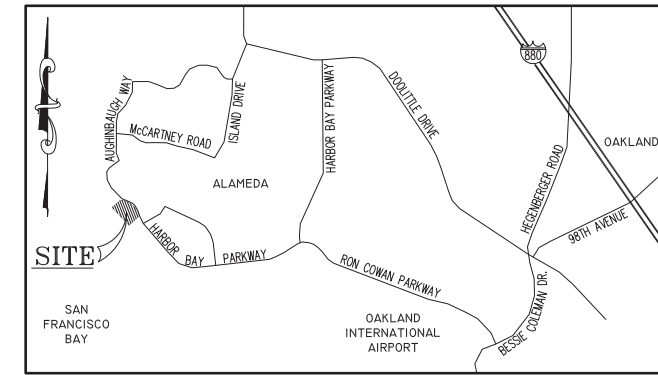 880
OAKLAND
DOOLITTLE DRIVE
HARBOR BAY PARKWAY
ISLAND DRIVE
AUGHINBAUGH WAY
McCARTNEY ROAD
ALAMEDA
HEGENBERGER ROAD
98TH AVENUE
HARBOR BAY PARKWAY
SITE
RON COWAN PARKWAY
BESSIE COLEMAN DR.
SAN
FRANCISCO
BAY
OAKLAND
INTERNATIONAL
AIRPORT